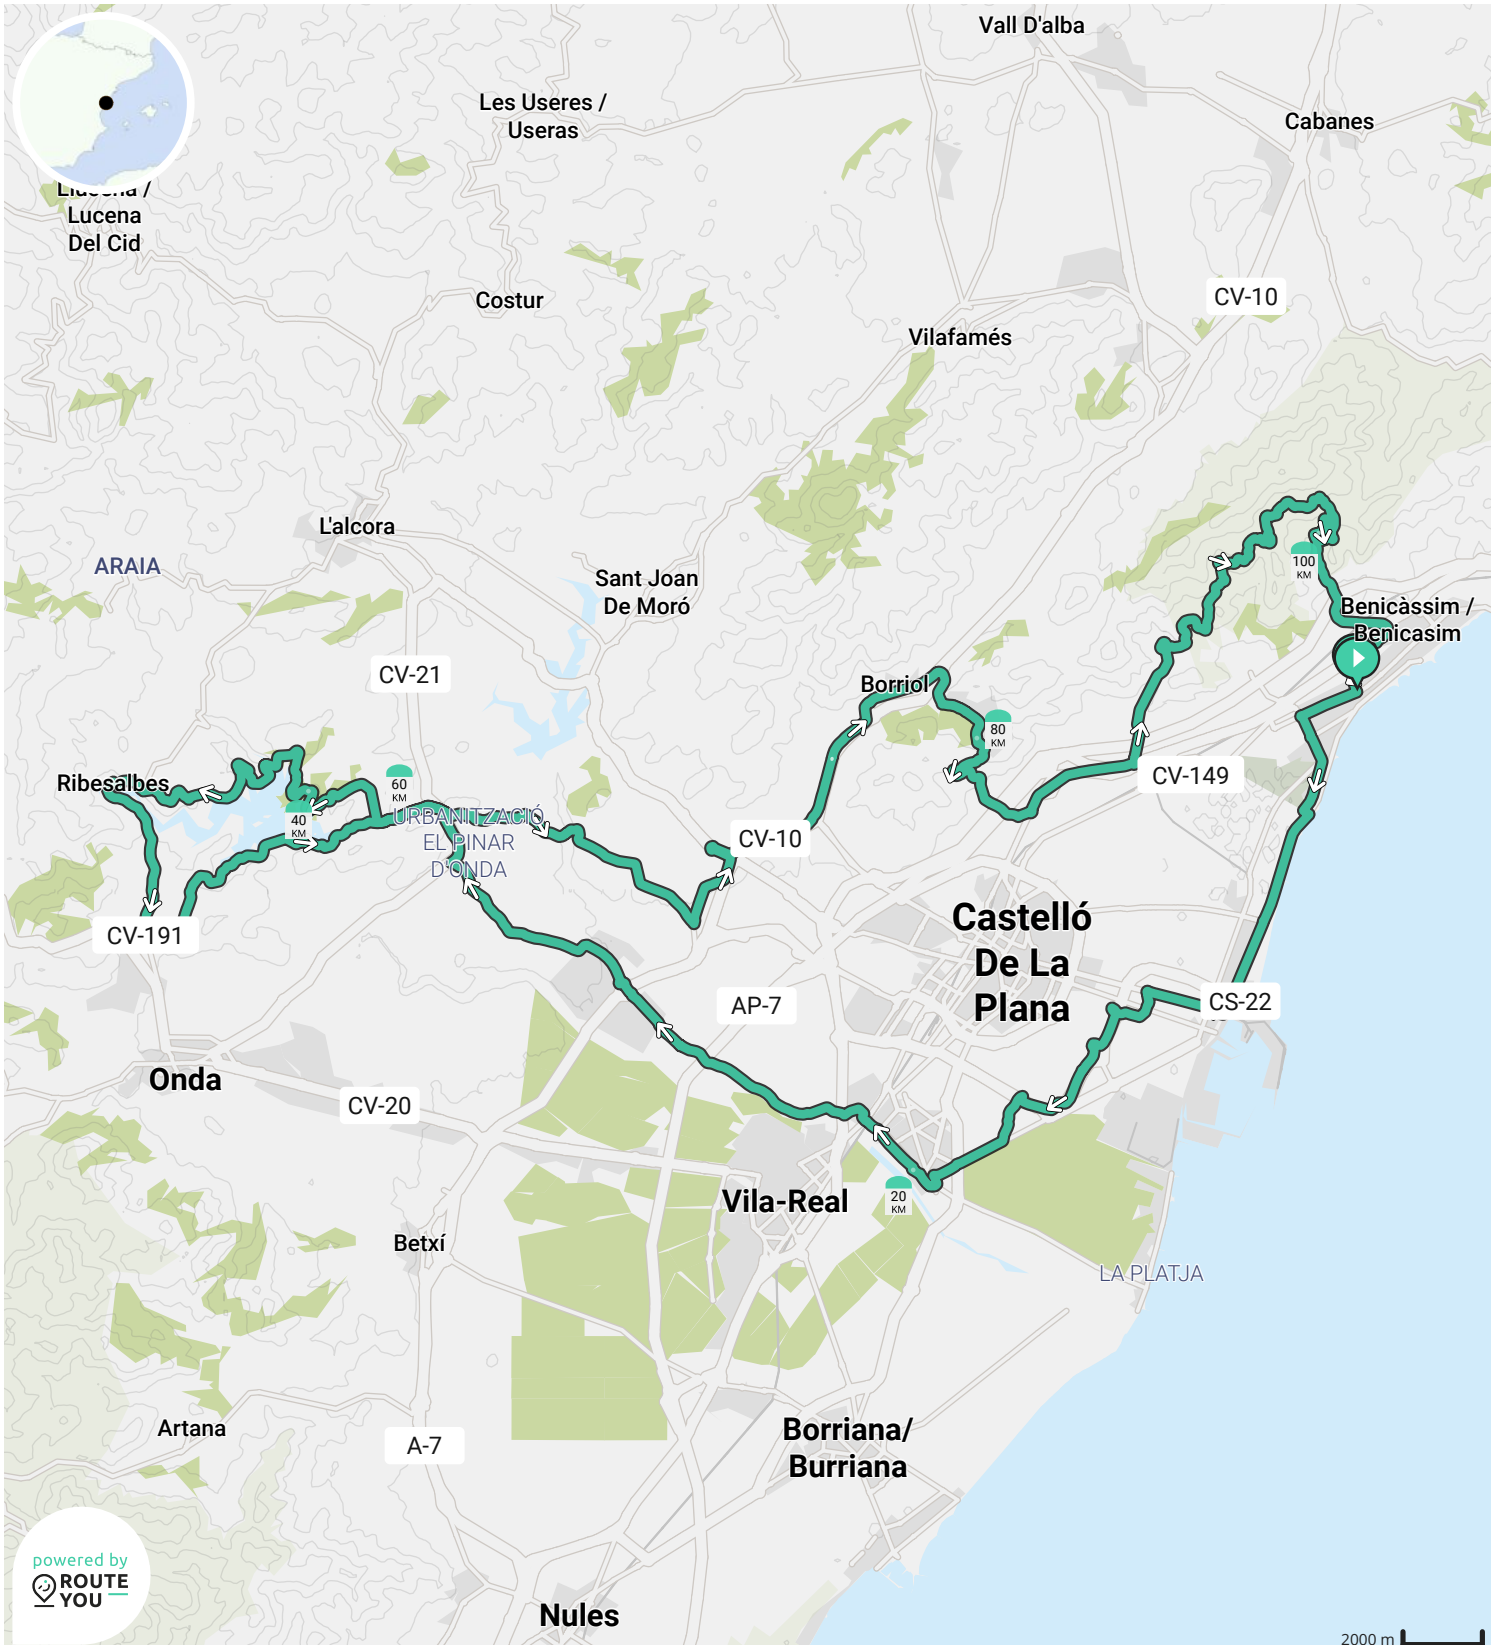 Vall D'alba
Les Useres /
Useras
Cabanes
Llucena /
Lucena
Del Cid
CV-10
Costur
Vilafamés
L'alcora
ARAIA
Sant Joan
De Moró
100
KM
Benicàssim /
Benicasim
CV-21
Borriol
80
KM
CV-149
Ribesalbes
60
KM
40
KM
URBANITZACIÓ
EL PINAR
D'ONDA
CV-10
CV-191
Castelló
De La
Plana
AP-7
CS-22
Onda
CV-20
20
KM
Vila-Real
Betxí
LA PLATJA
Artana
A-7
Borriana/
Burriana
powered by
ROUTE
YOU
Nules
2000 m